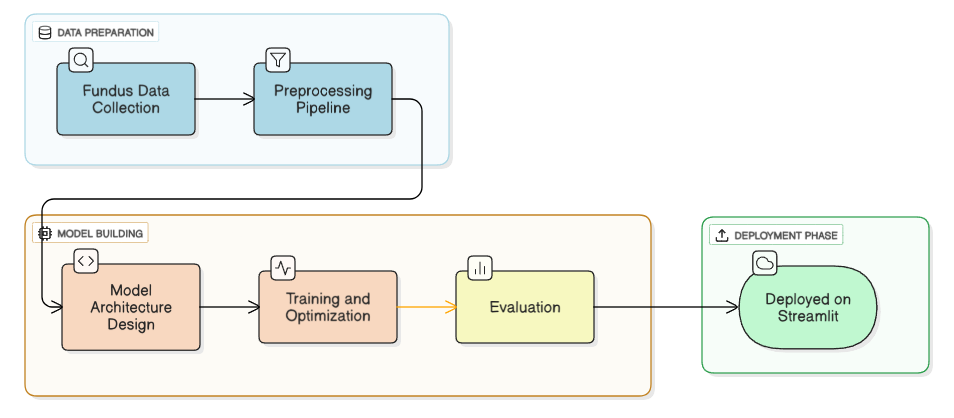 DATA PREPARATION
Fundus Data
Collection
Preprocessing
Pipeline
MODEL BUILDING
Model
Architecture
Design
Training and
Optimization
Evaluation
DEPLOYMENT PHASE
Deployed on
Streamlit